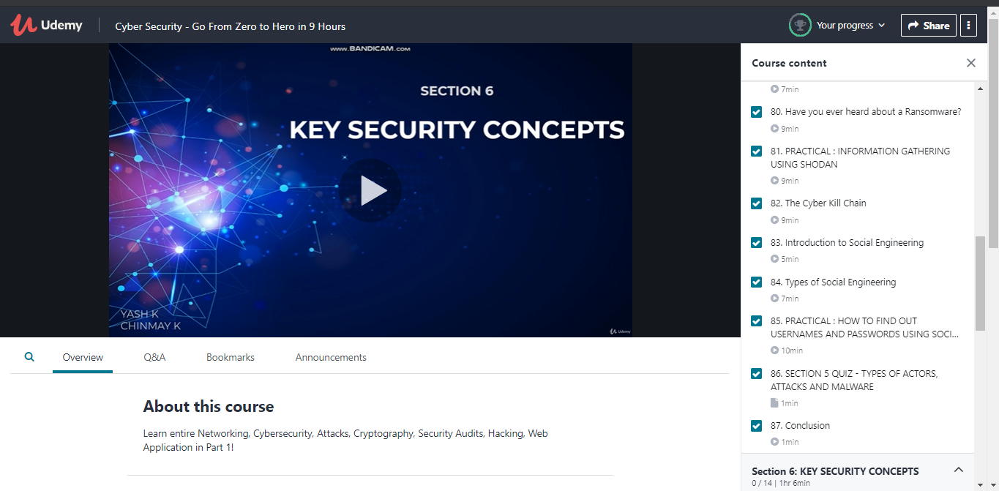 Udemy
Cyber Security - Go From Zero to Hero in 9 Hours
Your progress
Share
www.BANDICAM.com
SECTION 6
KEY SECURITY CONCEPTS
YASH K
CHINMAY K
Udemy
Overview
Q&A
Bookmarks
Announcements
About this course
Learn entire Networking, Cybersecurity, Attacks, Cryptography, Security Audits, Hacking, Web
Application in Part 1!
Course content
7min
80. Have you ever heard about a Ransomware?
9min
81. PRACTICAL : INFORMATION GATHERING
USING SHODAN
9min
82. The Cyber Kill Chain
9min
83. Introduction to Social Engineering
5min
84. Types of Social Engineering
7min
85. PRACTICAL : HOW TO FIND OUT
USERNAMES AND PASSWORDS USING SOCI...
10min
86. SECTION 5 QUIZ - TYPES OF ACTORS,
ATTACKS AND MALWARE
1min
87. Conclusion
1min
Section 6: KEY SECURITY CONCEPTS
0 / 14 | 1hr 6min